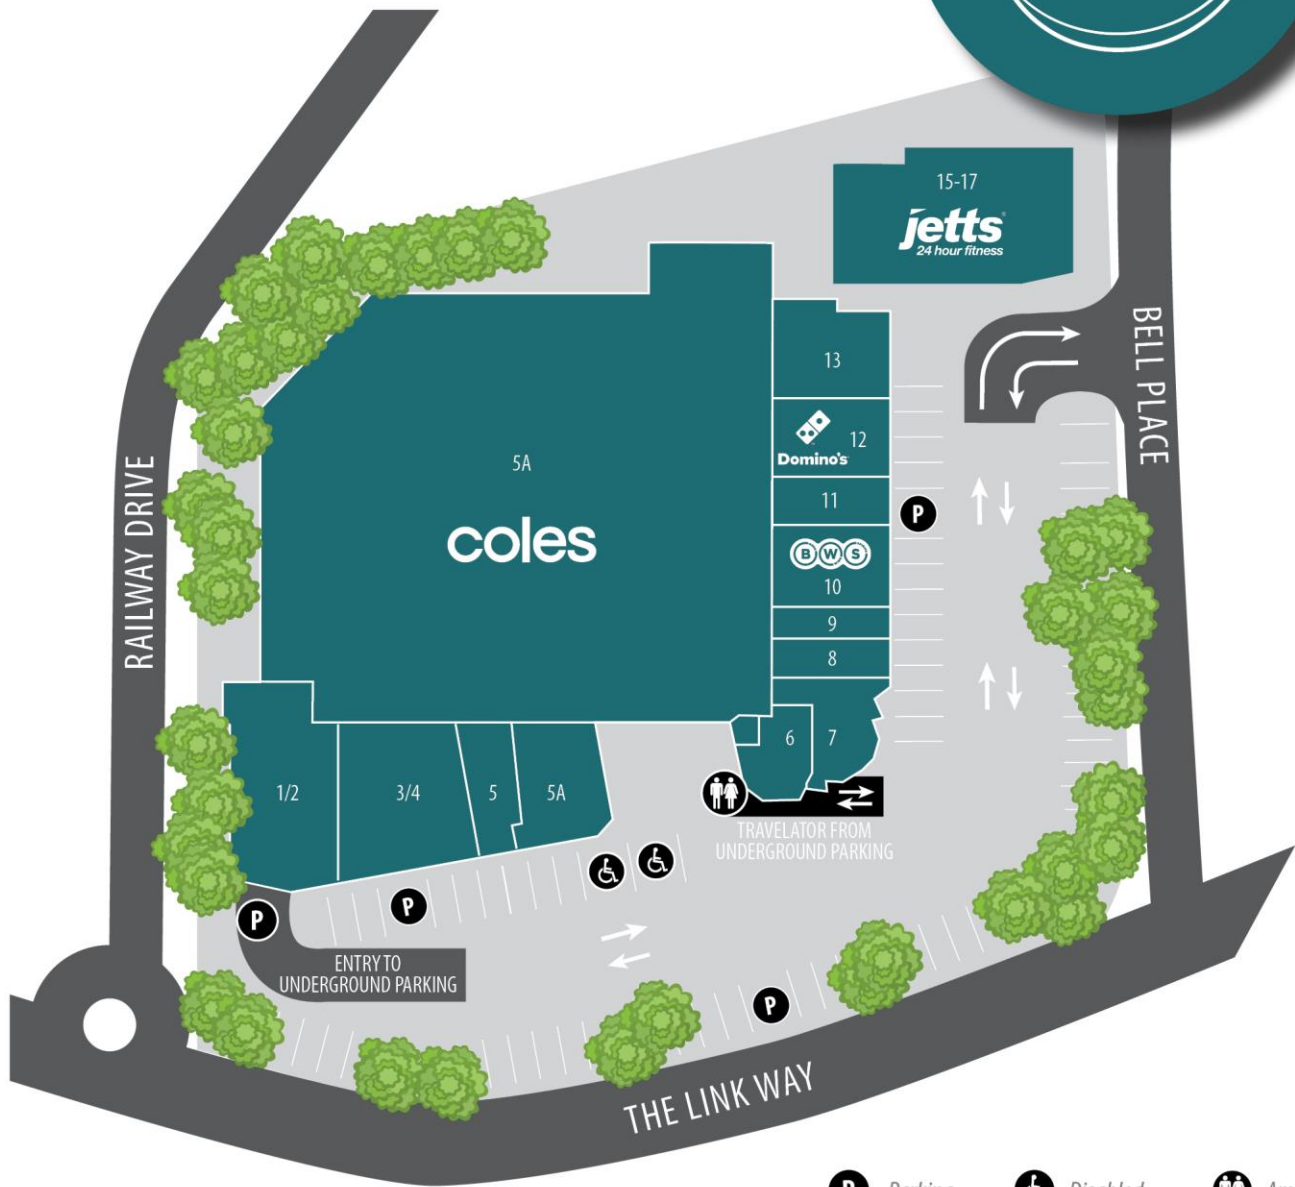 15-17
jetts
24 hour fitness
BELL PLACE
13
12
Domino's
11
P
BWS
10
9
8
7
6
5A
coles
RAILWAY DRIVE
1/2
3/4
5
5A
TRAVELATOR FROM
UNDERGROUND PARKING
P
P
ENTRY TO
UNDERGROUND PARKING
P
THE LINK WAY